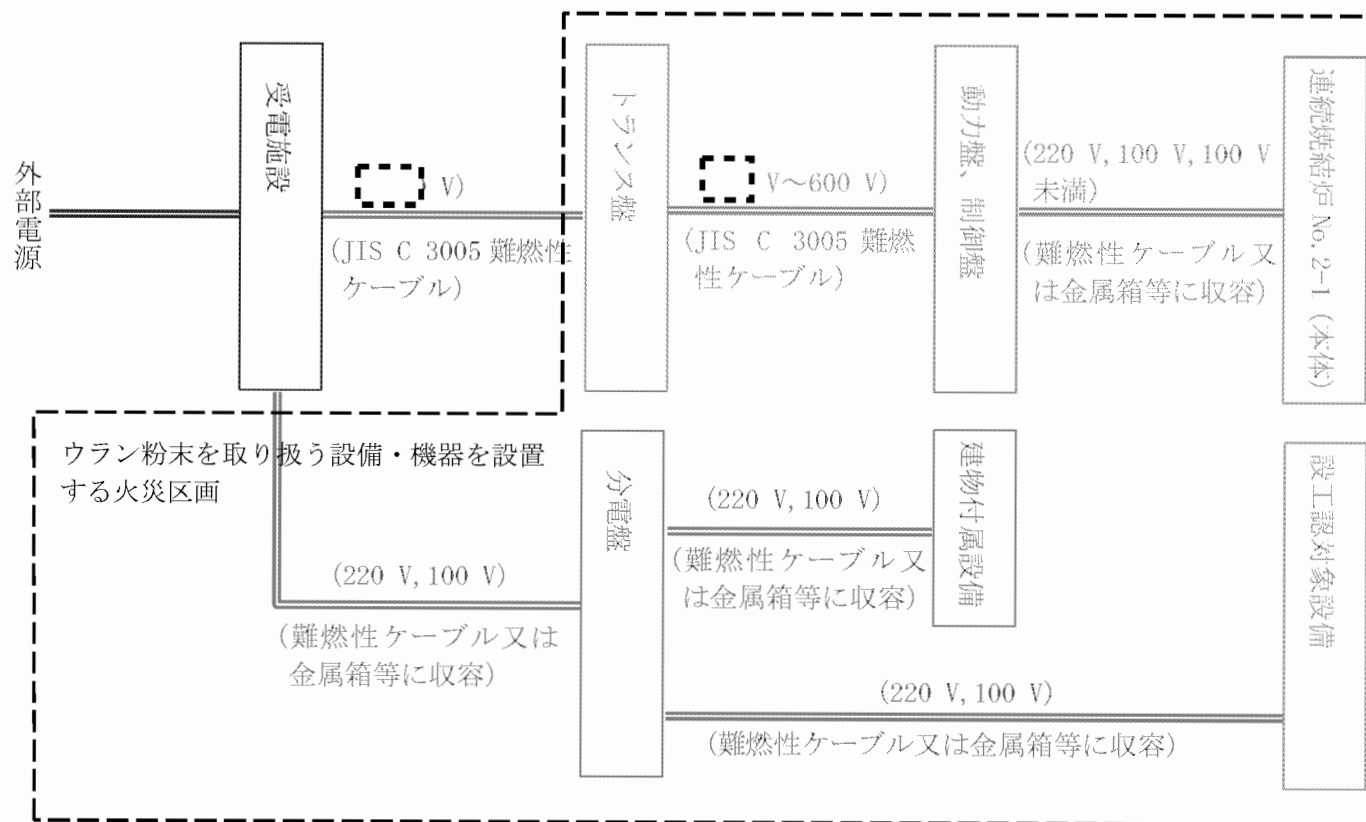 外部電源
受電施設
V)
(JIS C 3005 難燃性
ケーブル)
トランス盤
V～600 V)
(JIS C 3005 難燃
性ケーブル)
動力盤、制御盤
(220 V, 100 V, 100 V
未満)
(難燃性ケーブル又
は金属箱等に収容)
連続焼結炉 No. 2-1 (本体)
ウラン粉末を取り扱う設備・機器を設置
する火災区画
(220 V, 100 V)
(難燃性ケーブル又は
金属箱等に収容)
分電盤
(220 V, 100 V)
(難燃性ケーブル又
は金属箱等に収容)
建物付属設備
(220 V, 100 V)
(難燃性ケーブル又は金属箱等に収容)
設工認対象設備